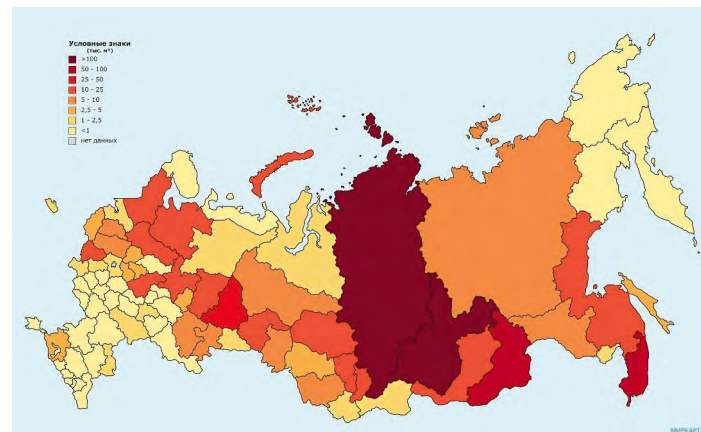 Условные знаки
(тыс. м³)
>100
50 - 100
25 - 50
10 - 25
5 - 10
2,5 - 5
1 - 2,5
<1
нет данных